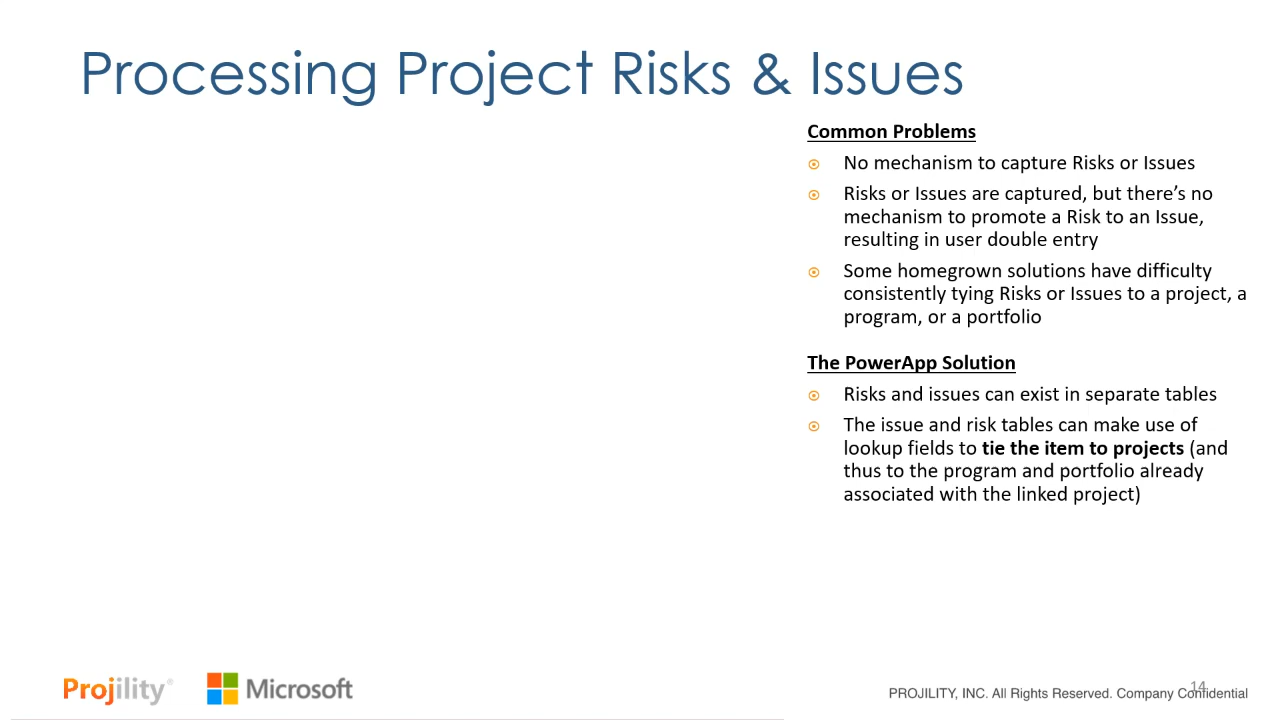 Processing Project Risks & Issues
Common Problems
No mechanism to capture Risks or Issues
Risks or Issues are captured, but there’s no
mechanism to promote a Risk to an Issue,
resulting in user double entry
Some homegrown solutions have difficulty
consistently tying Risks or Issues to a project, a
program, or a portfolio
The PowerApp Solution
Risks and issues can exist in separate tables
The issue and risk tables can make use of
lookup fields to tie the item to projects (and
thus to the program and portfolio already
associated with the linked project)
Projility®
Microsoft
14
PROJILITY, INC. All Rights Reserved. Company Confidential